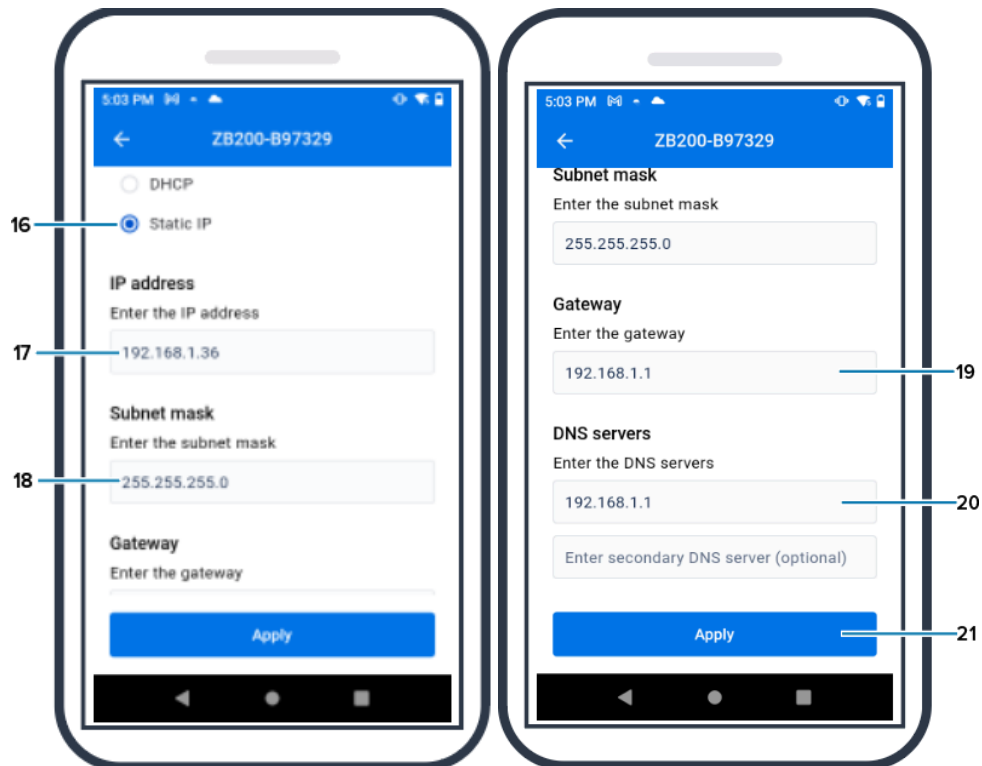 5:03 PM
ZB200-B97329
DHCP
16
Static IP
IP address
Enter the IP address
17
192.168.1.36
Subnet mask
Enter the subnet mask
18
255.255.255.0
Gateway
Enter the gateway
Apply
5:03 PM
ZB200-B97329
Subnet mask
Enter the subnet mask
255.255.255.0
Gateway
Enter the gateway
192.168.1.1
19
DNS servers
Enter the DNS servers
192.168.1.1
20
Enter secondary DNS server (optional)
Apply
21